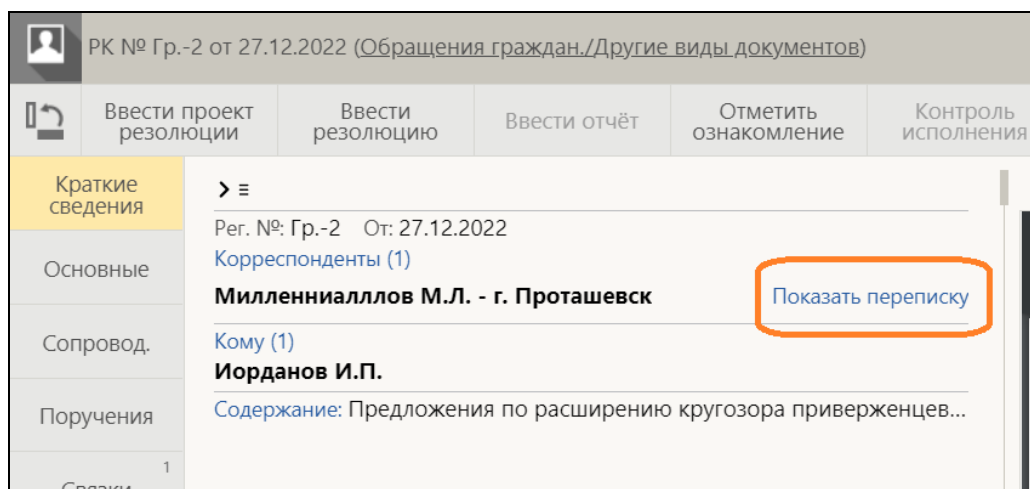 РК № Гр.-2 от 27.12.2022 (Обращения граждан./Другие виды документов)
Ввести проект
резолюции
Ввести
резолюцию
Ввести отчёт
Отметить
ознакомление
Контроль
исполнения
Краткие
сведения
Основные
Сопровод.
Поручения
1
Связки
Рег. №: Гр.-2 От: 27.12.2022
Корреспонденты (1)
Милленниалллов М.Л. - г. Проташевск
Показать переписку
Кому (1)
Иорданов И.П.
Содержание: Предложения по расширению кругозора приверженцев...